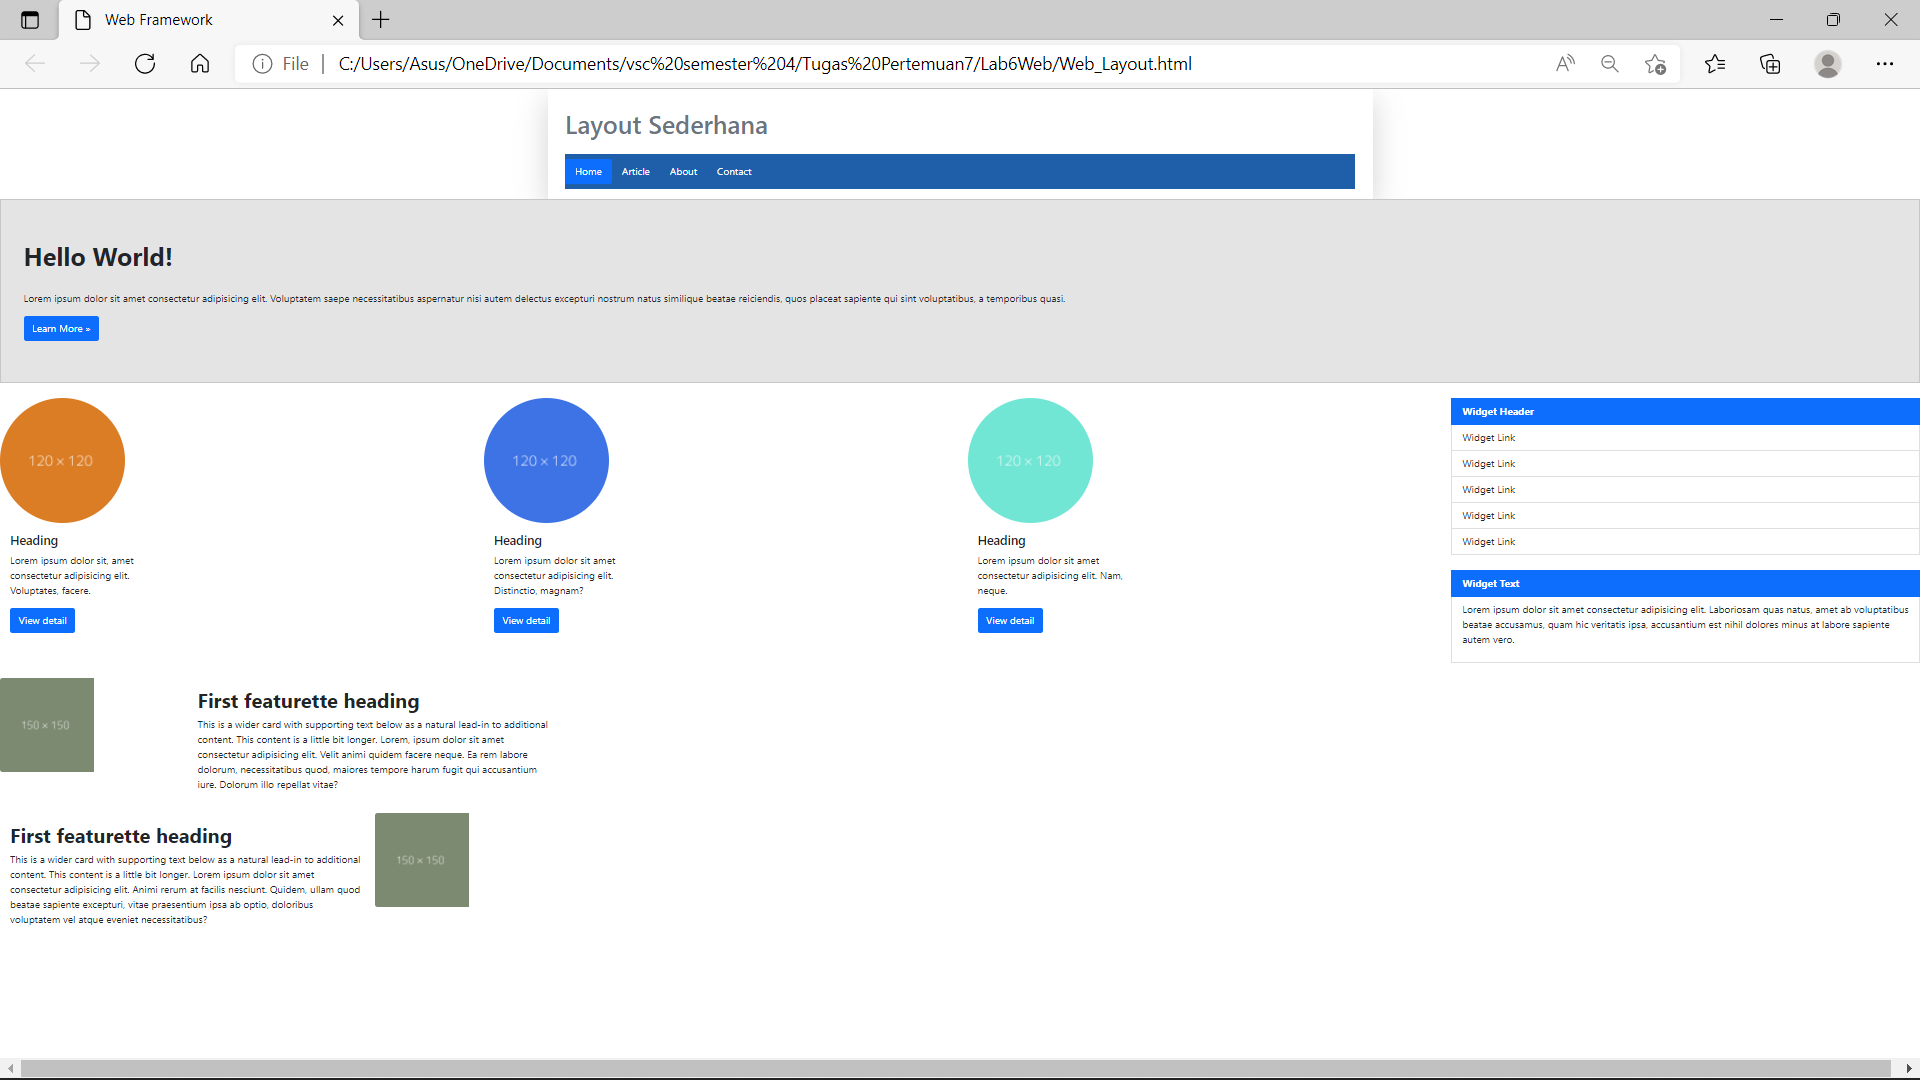 Web Framework
File
C:/Users/Asus/OneDrive/Documents/vsc%20semester%204/Tugas%20Pertemuan7/Lab6Web/Web_Layout.html
Layout Sederhana
Home Article About Contact
Hello World!
Lorem ipsum dolor sit amet consectetur adipisicing elit. Voluptatem saepe necessitatibus aspernatur nisi autem delectus excepturi nostrum natus similique beatae reiciendis, quos placeat sapiente qui sint voluptatibus, a temporibus quasi.
Learn More »
120 × 120
Heading
Lorem ipsum dolor sit, amet
consectetur adipisicing elit.
Voluptates, facere.
View detail
120 × 120
Heading
Lorem ipsum dolor sit amet
consectetur adipisicing elit.
Distinctio, magnam?
View detail
120 × 120
Heading
Lorem ipsum dolor sit amet
consectetur adipisicing elit. Nam,
neque.
View detail
Widget Header
Widget Link
Widget Link
Widget Link
Widget Link
Widget Link
Widget Text
Lorem ipsum dolor sit amet consectetur adipisicing elit. Laboriosam quas natus, amet ab voluptatibus
beatae accusamus, quam hic veritatis ipsa, accusantium est nihil dolores minus at labore sapiente
autem vero.
150 × 150
First featurette heading
This is a wider card with supporting text below as a natural lead-in to additional
content. This content is a little bit longer. Lorem, ipsum dolor sit amet
consectetur adipisicing elit. Velit animi quidem facere neque. Ea rem labore
dolorum, necessitatibus quod, maiores tempore harum fugit qui accusantium
iure. Dolorum illo repellat vitae?
First featurette heading
This is a wider card with supporting text below as a natural lead-in to additional
content. This content is a little bit longer. Lorem ipsum dolor sit amet
consectetur adipisicing elit. Animi rerum at facilis nesciunt. Quidem, ullam quod
beatae sapiente excepturi, vitae praesentium ipsa ab optio, doloribus
voluptatem vel atque eveniet necessitatibus?
150 × 150